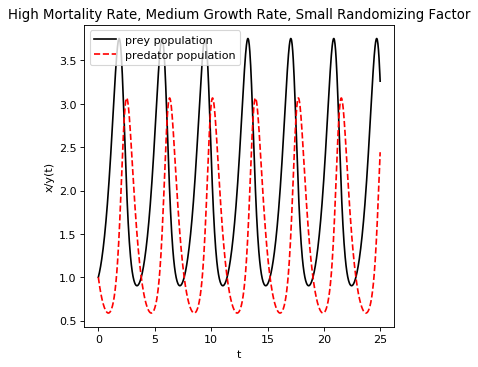 High Mortality Rate, Medium Growth Rate, Small Randomizing Factor
prey population
predator population
3.5
3.0
2.5
2.0
1.5
1.0
0.5
x/y(t)
0
5
10
15
20
25
t